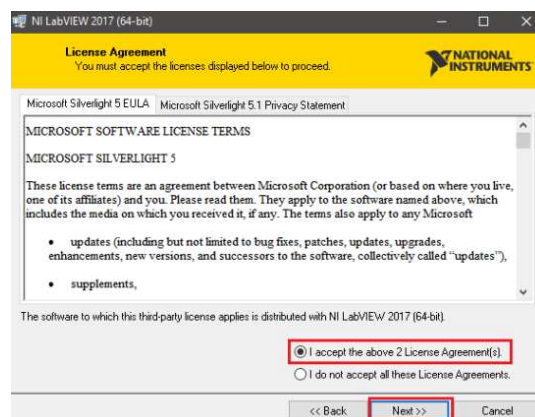 NI LabVIEW 2017 (64-bit)
License Agreement
You must accept the licenses displayed below to proceed.
NATIONAL
INSTRUMENTS
Microsoft Silverlight 5 EULA Microsoft Silverlight 5.1 Privacy Statement
MICROSOFT SOFTWARE LICENSE TERMS
MICROSOFT SILVERLIGHT 5
These license terms are an agreement between Microsoft Corporation (or based on where you live,
one of its affiliates) and you. Please read them. They apply to the software named above, which
includes the media on which you received it, if any. The terms also apply to any Microsoft
• updates (including but not limited to bug fixes, patches, updates, upgrades,
enhancements, new versions, and successors to the software, collectively called “updates”),
• supplements,
The software to which this third-party license applies is distributed with NI LabVIEW 2017 (64-bit).
I accept the above 2 License Agreement(s).
I do not accept all these License Agreements.
<< Back Next >> Cancel